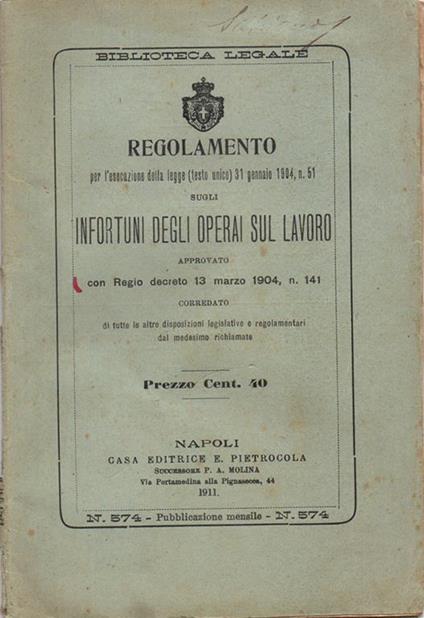 BIBLIOTECA LEGALE
REGOLAMENTO
per l'esecuzione della legge (testo unico) 31 gennaio 1904, n. 51
SUGLI
INFORTUNI DEGLI OPERAI SUL LAVORO
APPROVATO
con Regio decreto 13 marzo 1904, n. 141
CORREDATO
di tutte le altre disposizioni legislative e regolamentari
dal medesimo richiamate
Prezzo Cent. 40
NAPOLI
CASA EDITRICE E. PIETROCOLA
SUCCESSORE P. A. MOLINA
Via Portamedina alla Pignasecca, 44
1911.
N. 574 - Pubblicazione mensile - N. 574